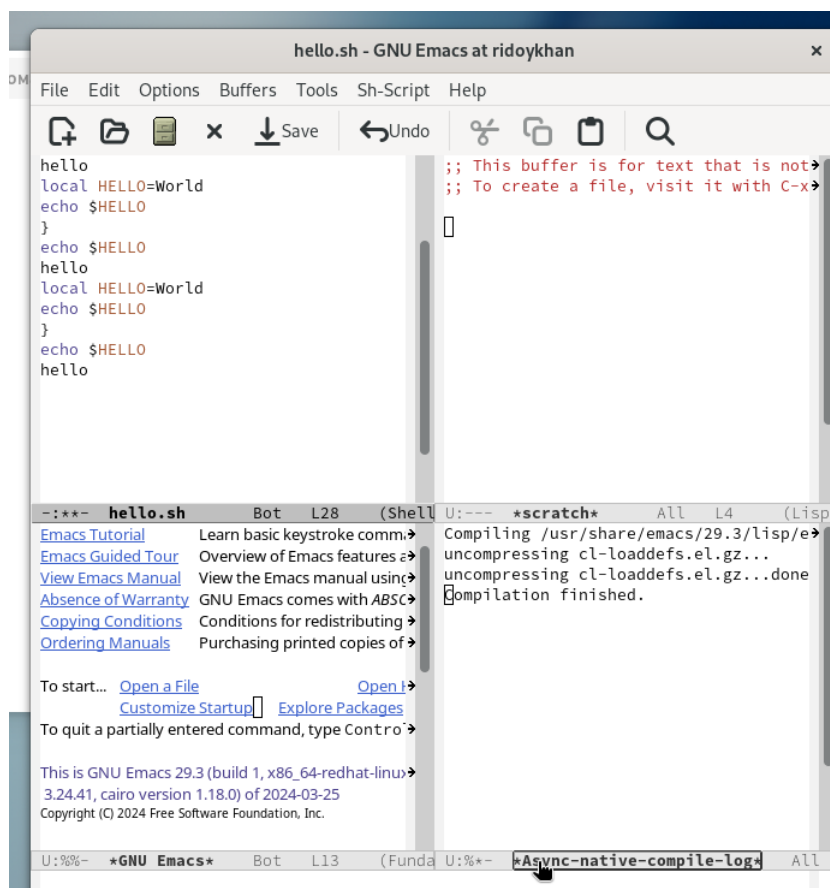 hello.sh - GNU Emacs at ridoykhan
OM
File Edit Options Buffers Tools Sh-Script Help
Save Undo
hello
local HELLO=World
echo $HELLO
}
echo $HELLO
hello
local HELLO=World
echo $HELLO
}
echo $HELLO
hello
-:**- hello.sh Bot L28 (Shell
;; This buffer is for text that is not
;; To create a file, visit it with C-x
U:--- *scratch* All L4 (Lisp
Emacs Tutorial Learn basic keystroke comm
Emacs Guided Tour Overview of Emacs features a
View Emacs Manual View the Emacs manual using
Absence of Warranty GNU Emacs comes with ABSC
Copying Conditions Conditions for redistributing
Ordering Manuals Purchasing printed copies of
To start... Open a File Open H
Customize Startup Explore Packages
To quit a partially entered command, type Contro
This is GNU Emacs 29.3 (build 1, x86_64-redhat-linux
3.24.41, cairo version 1.18.0) of 2024-03-25
Copyright (C) 2024 Free Software Foundation, Inc.
U:%%- *GNU Emacs* Bot L13 (Funda
Compiling /usr/share/emacs/29.3/lisp/e
uncompressing cl-loaddefs.el.gz...
uncompressing cl-loaddefs.el.gz...done
Compilation finished.
U:%*- *Async-native-compile-log* All